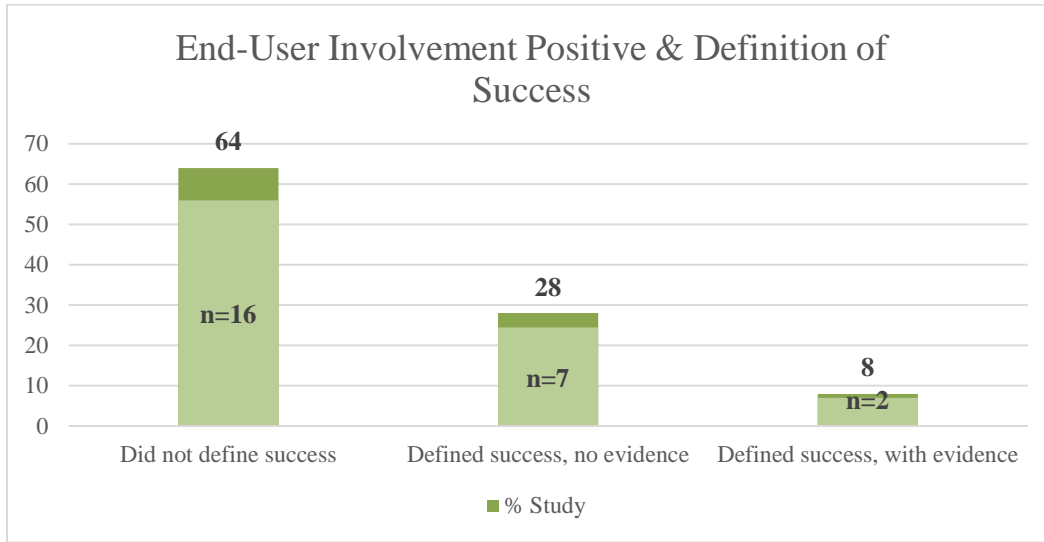 End-User Involvement Positive & Definition of
Success
70
60
50
40
30
20
10
0
64
n=16
28
n=7
8
n=2
Did not define success
Defined success, no evidence
Defined success, with evidence
% Study